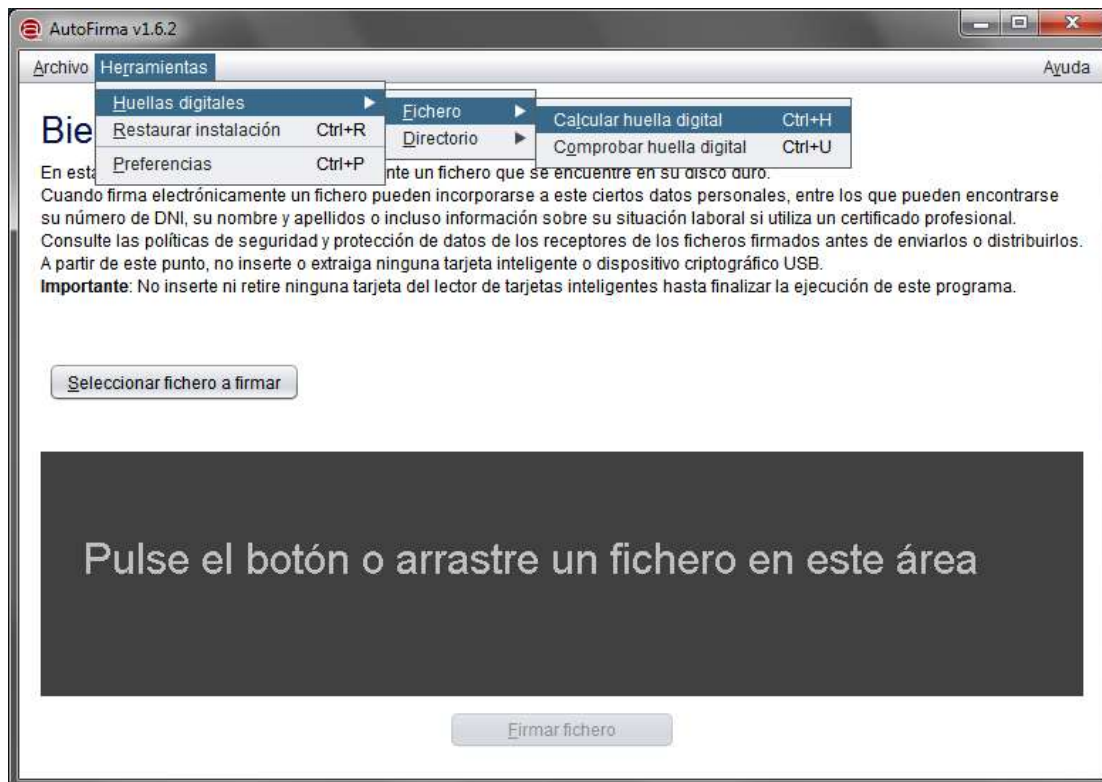 AutoFirma v1.6.2
Archivo Herramientas Ayuda
Huellas digitales
Restaurar instalación Ctrl+R
Preferencias Ctrl+P
Fichero
Directorio
Calcular huella digital Ctrl+H
Comprobar huella digital Ctrl+U
Bie
En est nte un fichero que se encuentre en su disco duro.
Cuando firma electrónicamente un fichero pueden incorporarse a este ciertos datos personales, entre los que pueden encontrarse
su número de DNI, su nombre y apellidos o incluso información sobre su situación laboral si utiliza un certificado profesional.
Consulte las políticas de seguridad y protección de datos de los receptores de los ficheros firmados antes de enviarlos o distribuirlos.
A partir de este punto, no inserte o extraiga ninguna tarjeta inteligente o dispositivo criptográfico USB.
Importante: No inserte ni retire ninguna tarjeta del lector de tarjetas inteligentes hasta finalizar la ejecución de este programa.
Seleccionar fichero a firmar
Pulse el botón o arrastre un fichero en este área
Firmar fichero